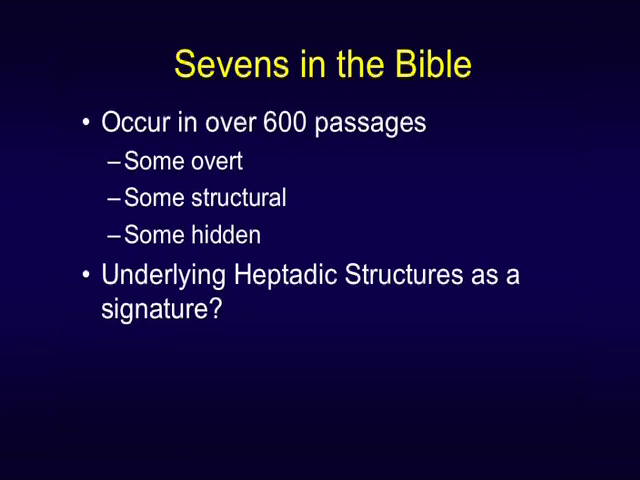 Sevens in the Bible
• Occur in over 600 passages
–Some overt
–Some structural
–Some hidden
• Underlying Heptadic Structures as a
signature?